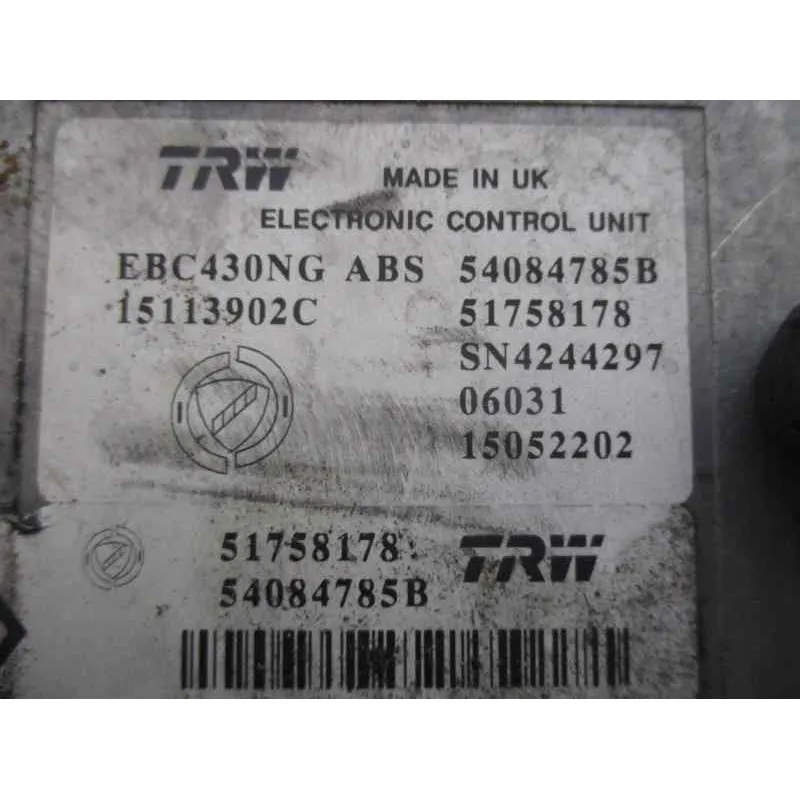 TRW MADE IN UK
ELECTRONIC CONTROL UNIT
EBC430NG ABS 54084785B
15113902C 51758178
SN4244297
06031
15052202
51758178 TRW
54084785B